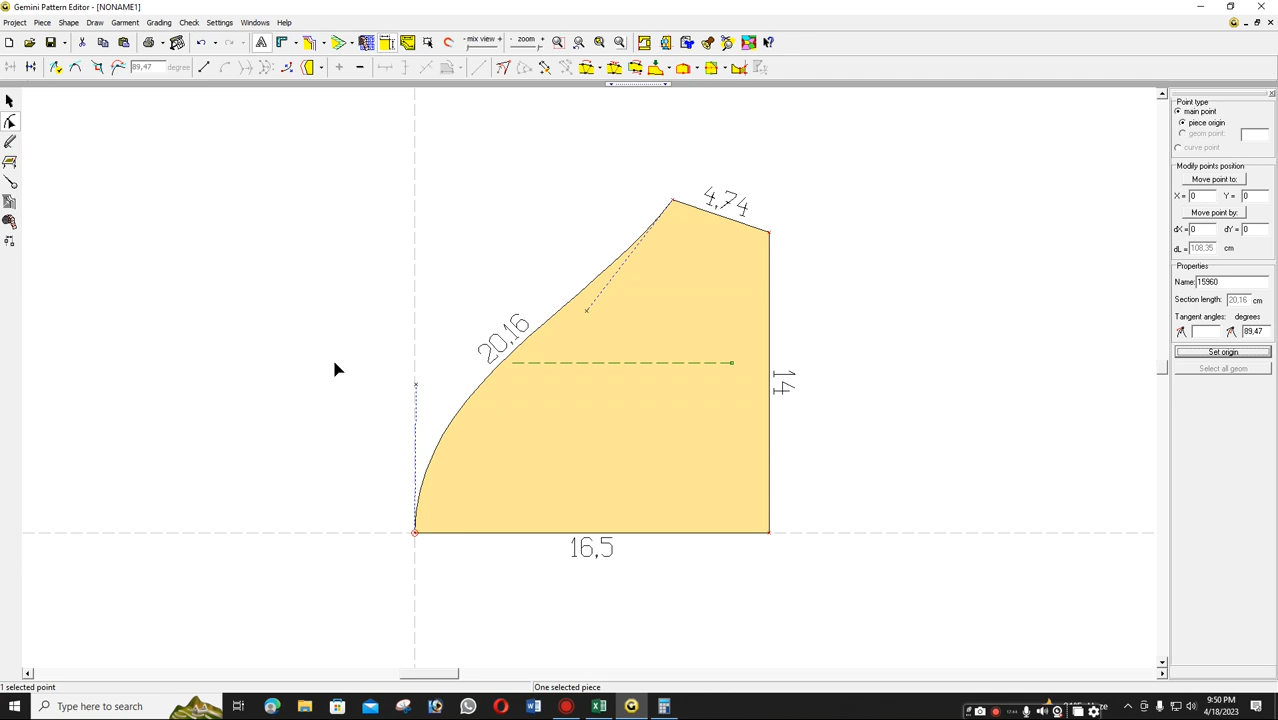 Gemini Pattern Editor - [NONAME1]
Project Piece Shape Draw Garment Grading Check Settings Windows Help
- mix view + - zoom +
89,47 degree
Point type
main point
piece origin
geom point:
curve point
Modify points position
Move point to:
X = 0 Y = 0
Move point by:
dX = 0 dY = 0
dL = 108,35 cm
Properties
Name: 15960
Section length: 20,16 cm
Tangent angles: degrees
89,47
Set origin
Select all geom
4,74
20,16
14
16,5
1 selected point One selected piece
Type here to search
9:50 PM
4/18/2023